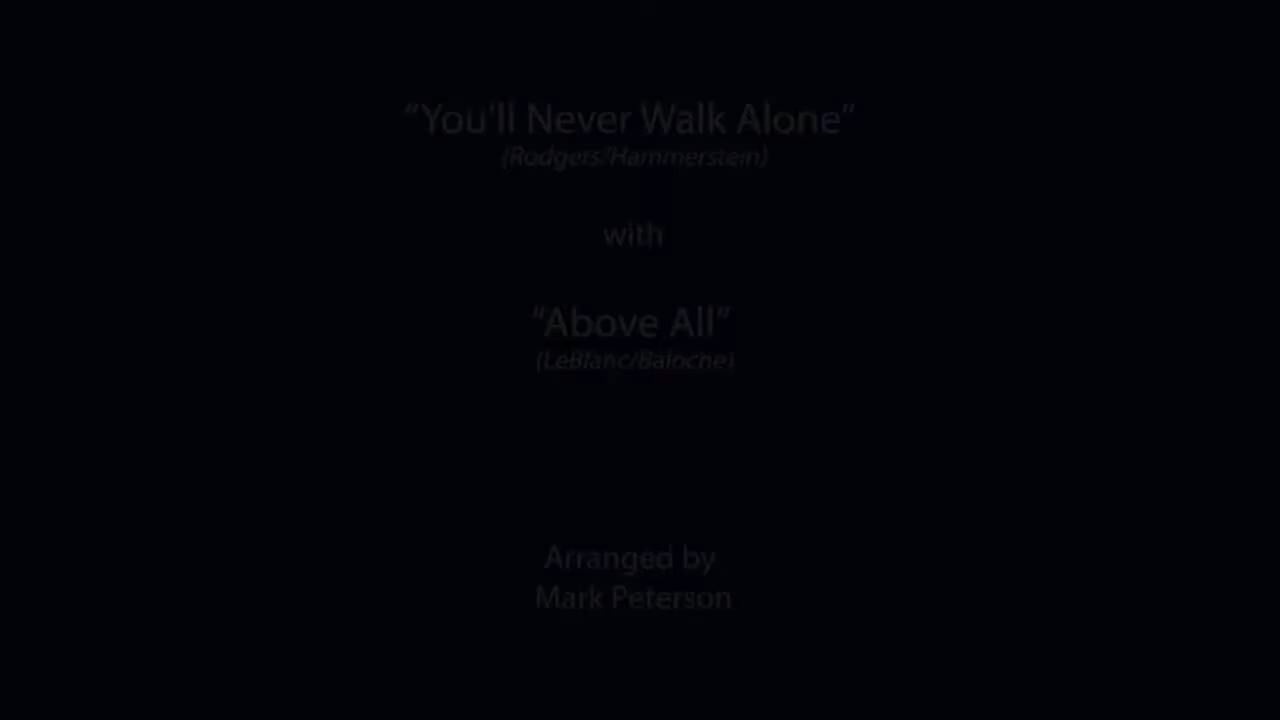 “You'll Never Walk Alone”
(Rodgers/Hammerstein)
with
“Above All”
(LeBlanc/Baloche)
Arranged by
Mark Peterson